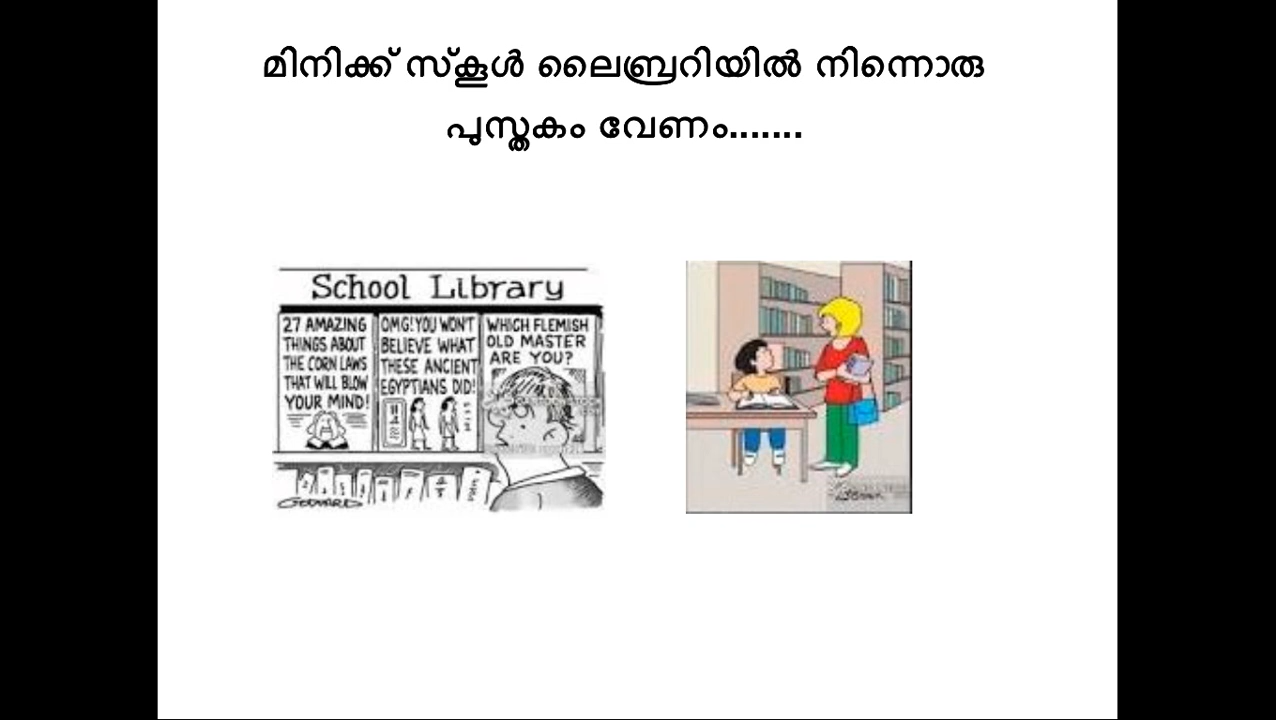 മിനിക്ക് സ്കൂൾ ലൈബ്രറിയിൽ നിന്നൊരു
പുസ്തകം വേണം.......
School Library
27 AMAZING
THINGS ABOUT
THE CORN LAWS
THAT WILL BLOW
YOUR MIND!
OMG! YOU WON'T
BELIEVE WHAT
THESE ANCIENT
EGYPTIANS DID!
WHICH FLEMISH
OLD MASTER
ARE YOU?